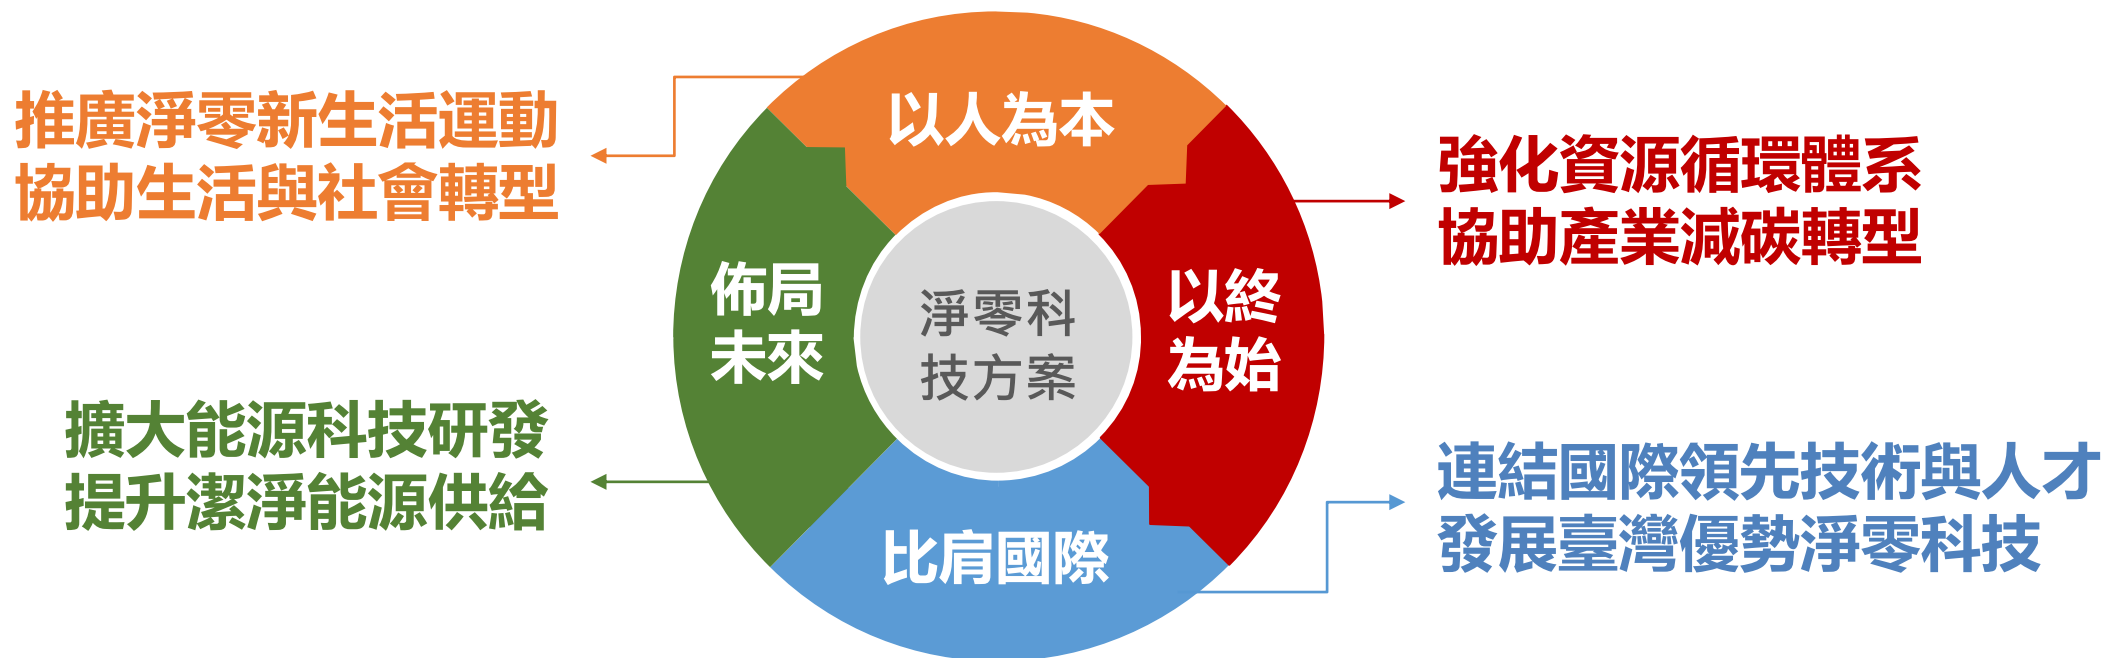 推廣淨零新生活運動
協助生活與社會轉型
以人為本
強化資源循環體系
協助產業減碳轉型
佈局
未來
淨零科
技方案
以終
為始
擴大能源科技研發
提升潔淨能源供給
比肩國際
連結國際領先技術與人才
發展臺灣優勢淨零科技